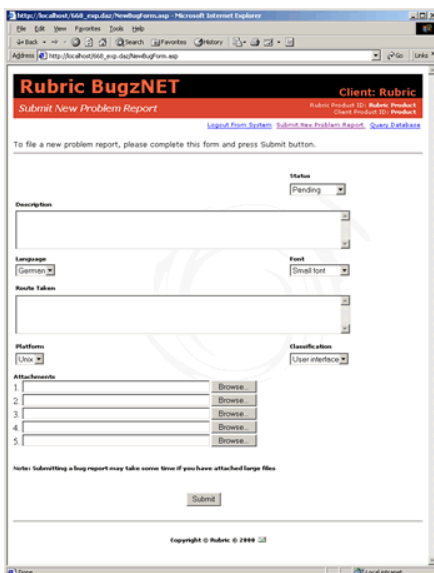 http://localhost/668_exp.daz/NewBugForm.asp - Microsoft Internet Explorer
File Edit View Favorites Tools Help
Back Search Favorites History
Address http://localhost/668_exp.daz/NewBugForm.asp Go Links »
Rubric BugzNET
Client: Rubric
Submit New Problem Report
Rubric Product ID: Rubric Product
Client Product ID: Product
Logout From System Submit New Problem Report Query Database
To file a new problem report, please complete this form and press Submit button.
Status
Pending
Description
Language
Font
German
Small font
Route Taken
Platform
Classification
Unix
User interface
Attachments
1. Browse...
2. Browse...
3. Browse...
4. Browse...
5. Browse...
Note: Submitting a bug report may take some time if you have attached large files
Submit
Copyright © Rubric © 2000
Done
Local intranet